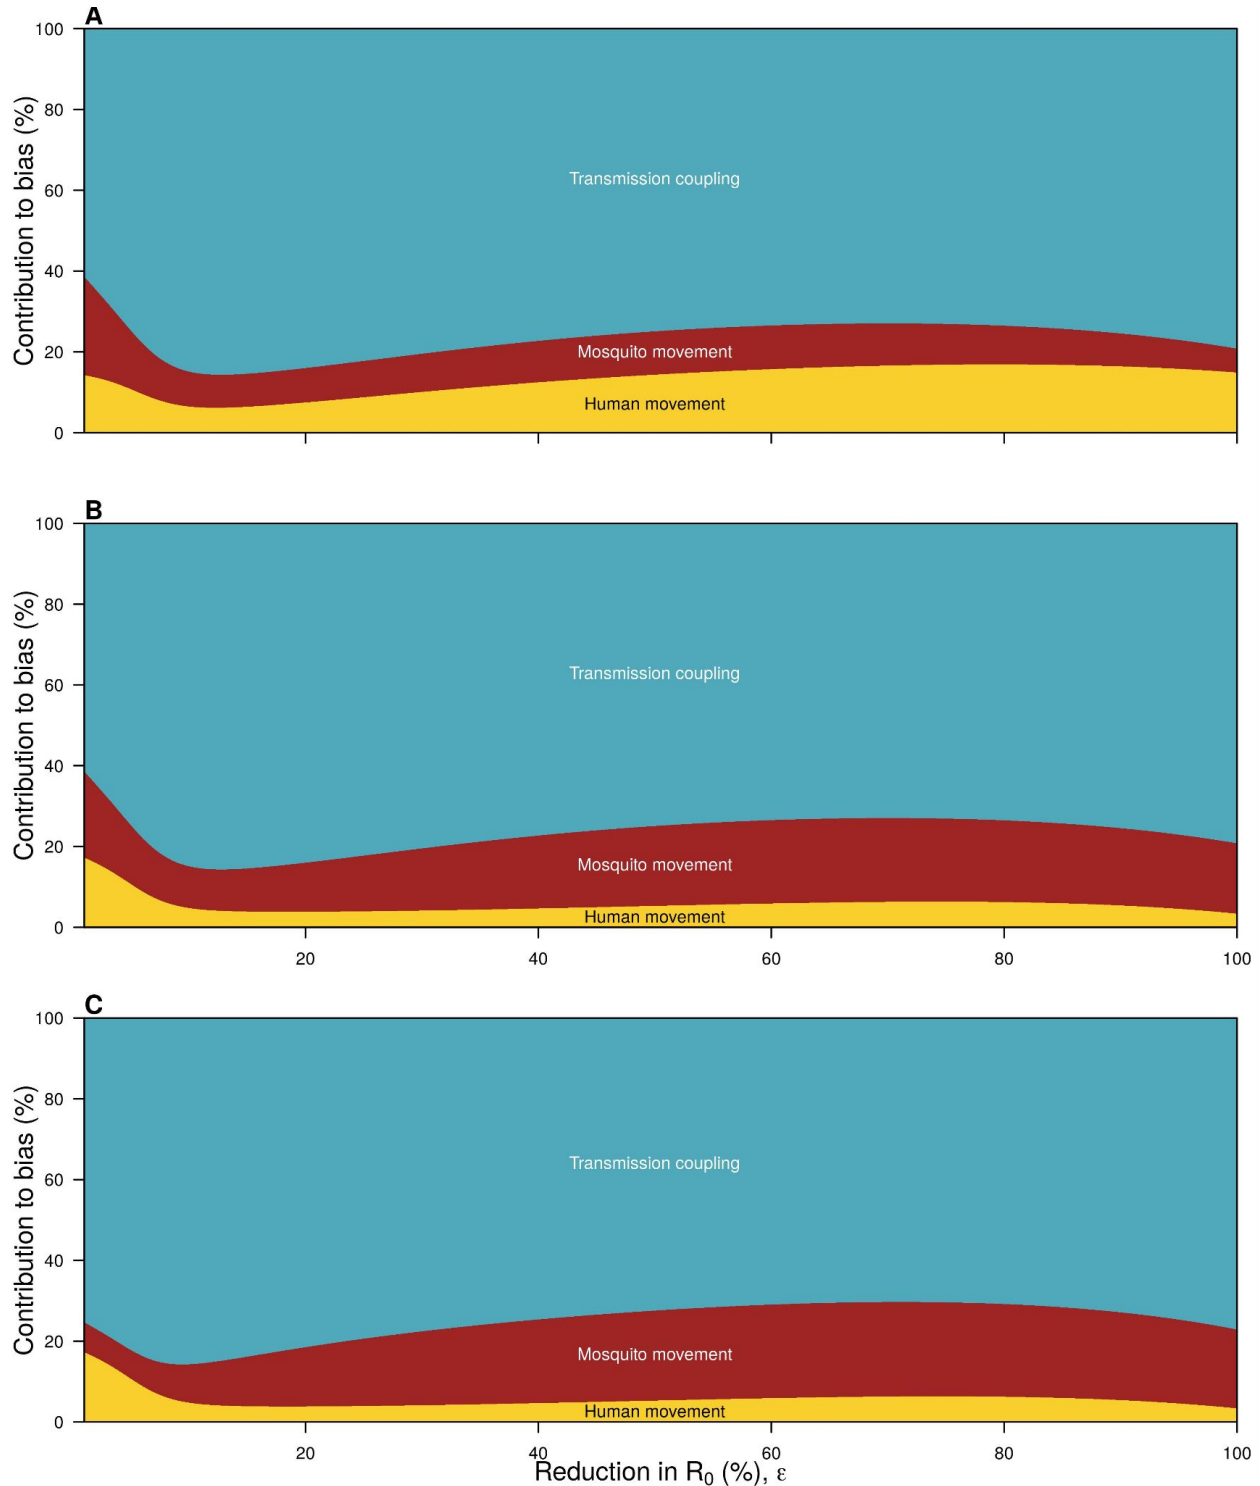 A
100
80
60
40
20
0
Contribution to bias (%)
Transmission coupling
Mosquito movement
Human movement
B
100
80
60
40
20
0
Contribution to bias (%)
Transmission coupling
Mosquito movement
Human movement
20 40 60 80 100
C
100
80
60
40
20
0
Contribution to bias (%)
Transmission coupling
Mosquito movement
Human movement
20 40 60 80 100
Reduction in R₀ (%), ε